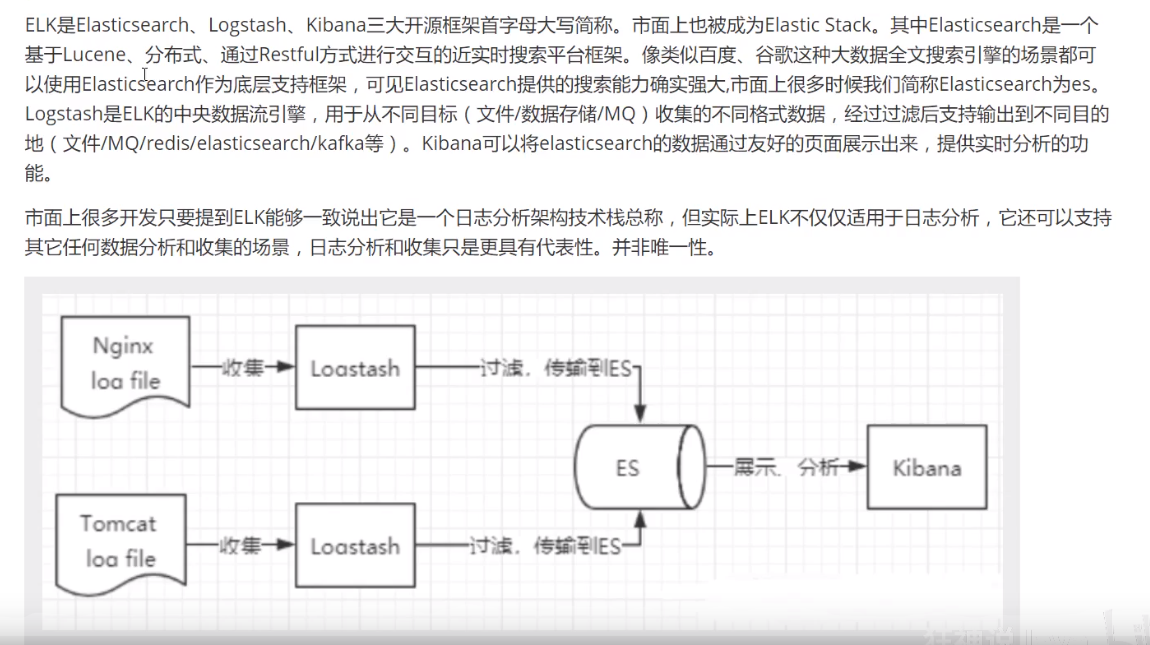 ELK是Elasticsearch、Logstash、Kibana三大开源框架首字母大写简称。市面上也被成为Elastic Stack。其中Elasticsearch是一个
基于Lucene、分布式、通过Restful方式进行交互的近实时搜索平台框架。像类似百度、谷歌这种大数据全文搜索引擎的场景都可
以使用Elasticsearch作为底层支持框架，可见Elasticsearch提供的搜索能力确实强大,市面上很多时候我们简称Elasticsearch为es。
Logstash是ELK的中央数据流引擎，用于从不同目标（文件/数据存储/MQ）收集的不同格式数据，经过过滤后支持输出到不同目的
地（文件/MQ/redis/elasticsearch/kafka等）。Kibana可以将elasticsearch的数据通过友好的页面展示出来，提供实时分析的功
能。
市面上很多开发只要提到ELK能够一致说出它是一个日志分析架构技术栈总称，但实际上ELK不仅仅适用于日志分析，它还可以支持
其它任何数据分析和收集的场景，日志分析和收集只是更具有代表性。并非唯一性。
Nginx
log file
收集
Logstash
过滤，传输到ES
ES
展示、分析
Kibana
Tomcat
log file
收集
Logstash
过滤，传输到ES